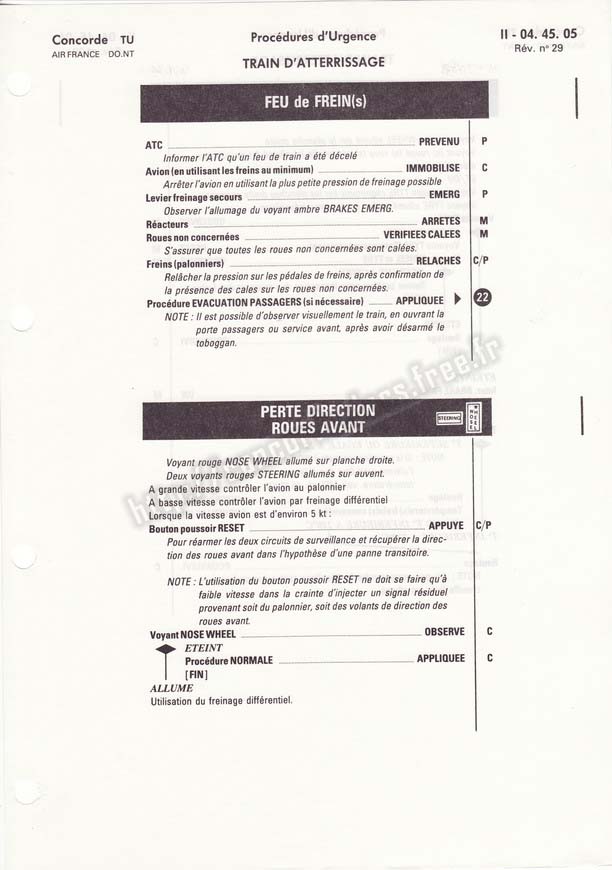 Concorde TU
Procédures d'Urgence
II - 04. 45. 05
AIR FRANCE DO.NT
Rév. n° 29
TRAIN D'ATTERRISSAGE
FEU de FREIN(s)
ATC PREVENU P
Informer l'ATC qu'un feu de train a été décelé
Avion (en utilisant les freins au minimum) IMMOBILISE C
Arrêter l'avion en utilisant la plus petite pression de freinage possible
Levier freinage secours EMERG P
Observer l'allumage du voyant ambre BRAKES EMERG.
Réacteurs ARRETES M
Roues non concernées VERIFIEES CALEES M
S'assurer que toutes les roues non concernées sont calées.
Freins (palonniers) RELACHES C/P
Relâcher la pression sur les pédales de freins, après confirmation de
la présence des cales sur les roues non concernées.
Procédure EVACUATION PASSAGERS (si nécessaire) APPLIQUEE 22
NOTE : Il est possible d'observer visuellement le train, en ouvrant la
porte passagers ou service avant, après avoir désarmé le
toboggan.
PERTE DIRECTION
ROUES AVANT
STEERING
NOSE WHEEL
Voyant rouge NOSE WHEEL allumé sur planche droite.
Deux voyants rouges STEERING allumés sur auvent.
A grande vitesse contrôler l'avion au palonnier
A basse vitesse contrôler l'avion par freinage différentiel
Lorsque la vitesse avion est d'environ 5 kt :
Bouton poussoir RESET APPUYE C/P
Pour réarmer les deux circuits de surveillance et récupérer la direc-
tion des roues avant dans l'hypothèse d'une panne transitoire.
NOTE : L'utilisation du bouton poussoir RESET ne doit se faire qu'à
faible vitesse dans la crainte d'injecter un signal résiduel
provenant soit du palonnier, soit des volants de direction des
roues avant.
Voyant NOSE WHEEL OBSERVE C
ETEINT
Procédure NORMALE APPLIQUEE C
[FIN]
ALLUME
Utilisation du freinage différentiel.